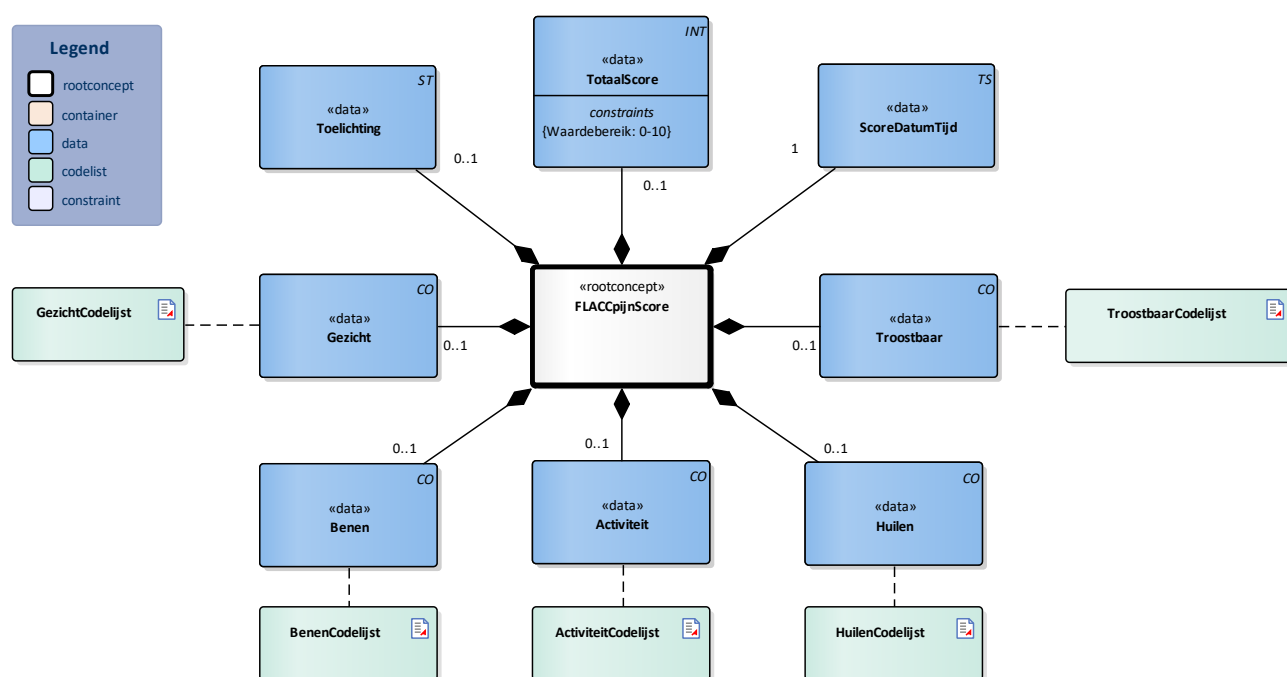 Legend
rootconcept
container
data
codelist
constraint
ST
«data»
Toelichting
0..1
INT
«data»
TotaalScore
constraints
{Waardebereik: 0-10}
0..1
TS
«data»
ScoreDatumTijd
1
GezichtCodelijst
CO
«data»
Gezicht
0..1
«rootconcept»
FLACCpijnScore
CO
«data»
Troostbaar
0..1
TroostbaarCodelijst
0..1
CO
«data»
Benen
0..1
CO
«data»
Activiteit
0..1
CO
«data»
Huilen
BenenCodelijst
ActiviteitCodelijst
HuilenCodelijst